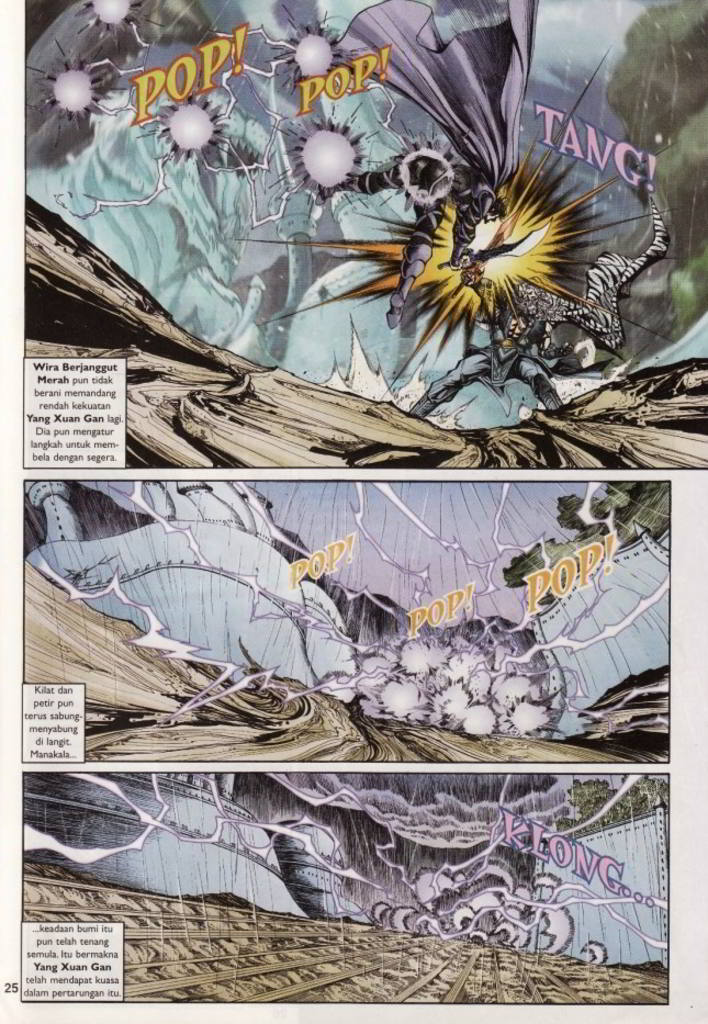 POP!
POP!
TANG!
Wira Berjanggut
Merah pun tidak
berani memandang
rendah kekuatan
Yang Xuan Gan lagi.
Dia pun mengatur
langkah untuk mem-
bela dengan segera.
POP!
POP!
POP!
Kilat dan
petir pun
terus sabung-
menyabung
di langit.
Manakala...
KLONG...
...keadaan bumi itu
pun telah tenang
semula. Itu bermakna
Yang Xuan Gan
telah mendapat kuasa
dalam pertarungan itu.
25